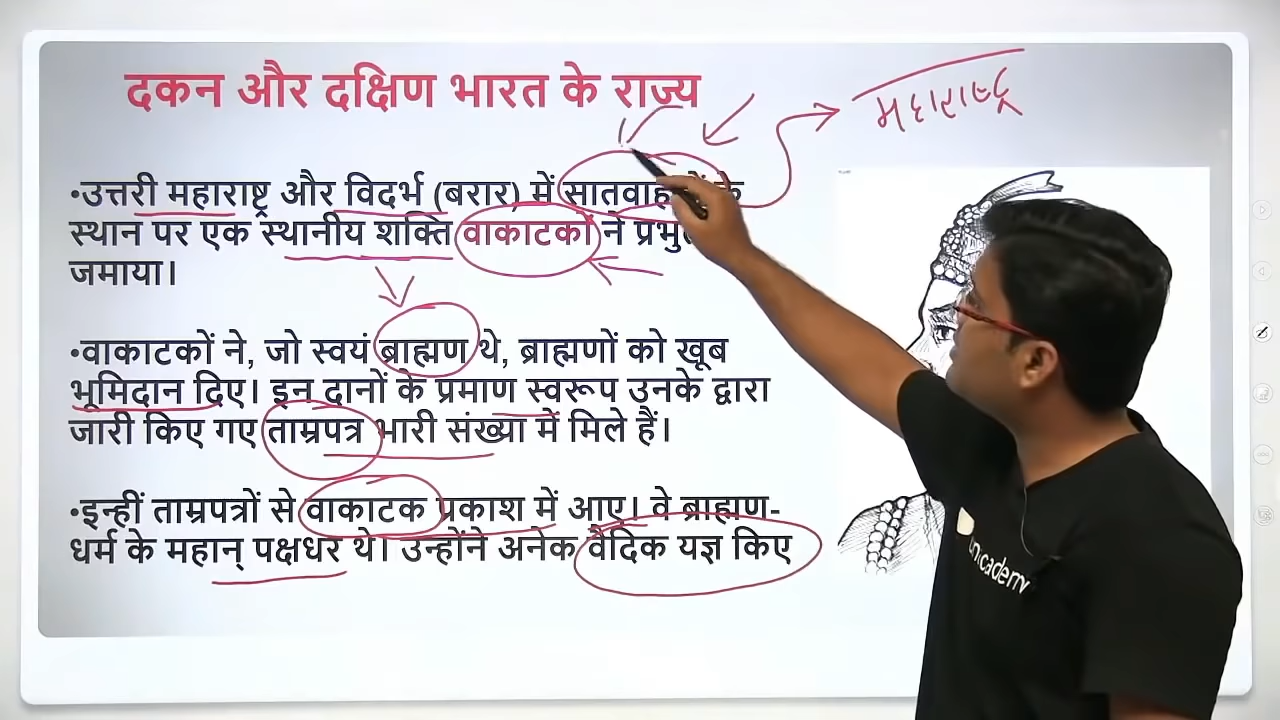 दकन और दक्षिण भारत के राज्य
महाराष्ट्र
•उत्तरी महाराष्ट्र और विदर्भ (बरार) में सातवाहनों के
स्थान पर एक स्थानीय शक्ति वाकाटकों ने
जमाया।
•वाकाटकों ने, जो स्वयं ब्राह्मण थे, ब्राह्मणों को खूब
भूमिदान दिए। इन दानों के प्रमाण स्वरूप उनके द्वारा
जारी किए गए ताम्रपत्र भारी संख्या में मिले हैं।
•इन्हीं ताम्रपत्रों से वाकाटक प्रकाश में आए। वे ब्राह्मण-
धर्म के महान् पक्षधर थे। उन्होंने अनेक वैदिक यज्ञ किए
unacademy